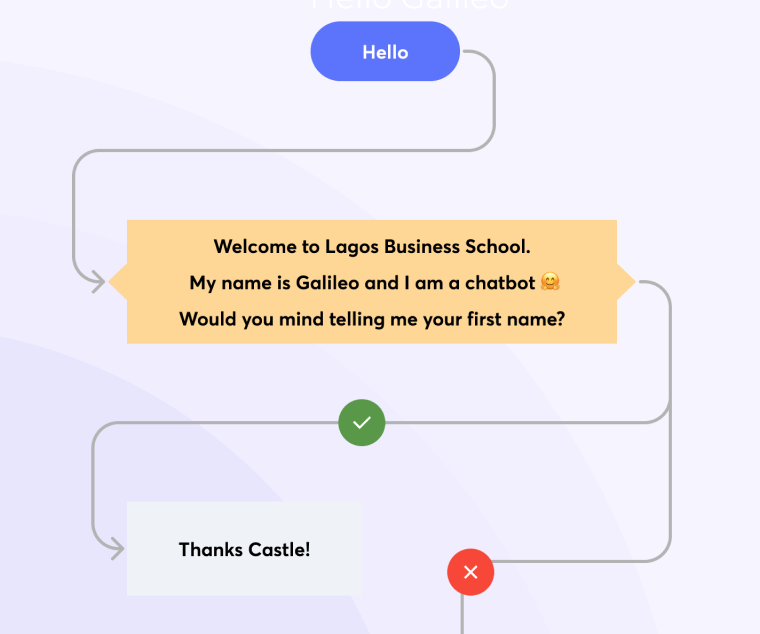 Hello Galileo
Hello
Welcome to Lagos Business School.
My name is Galileo and I am a chatbot 🤗
Would you mind telling me your first name?
Thanks Castle!